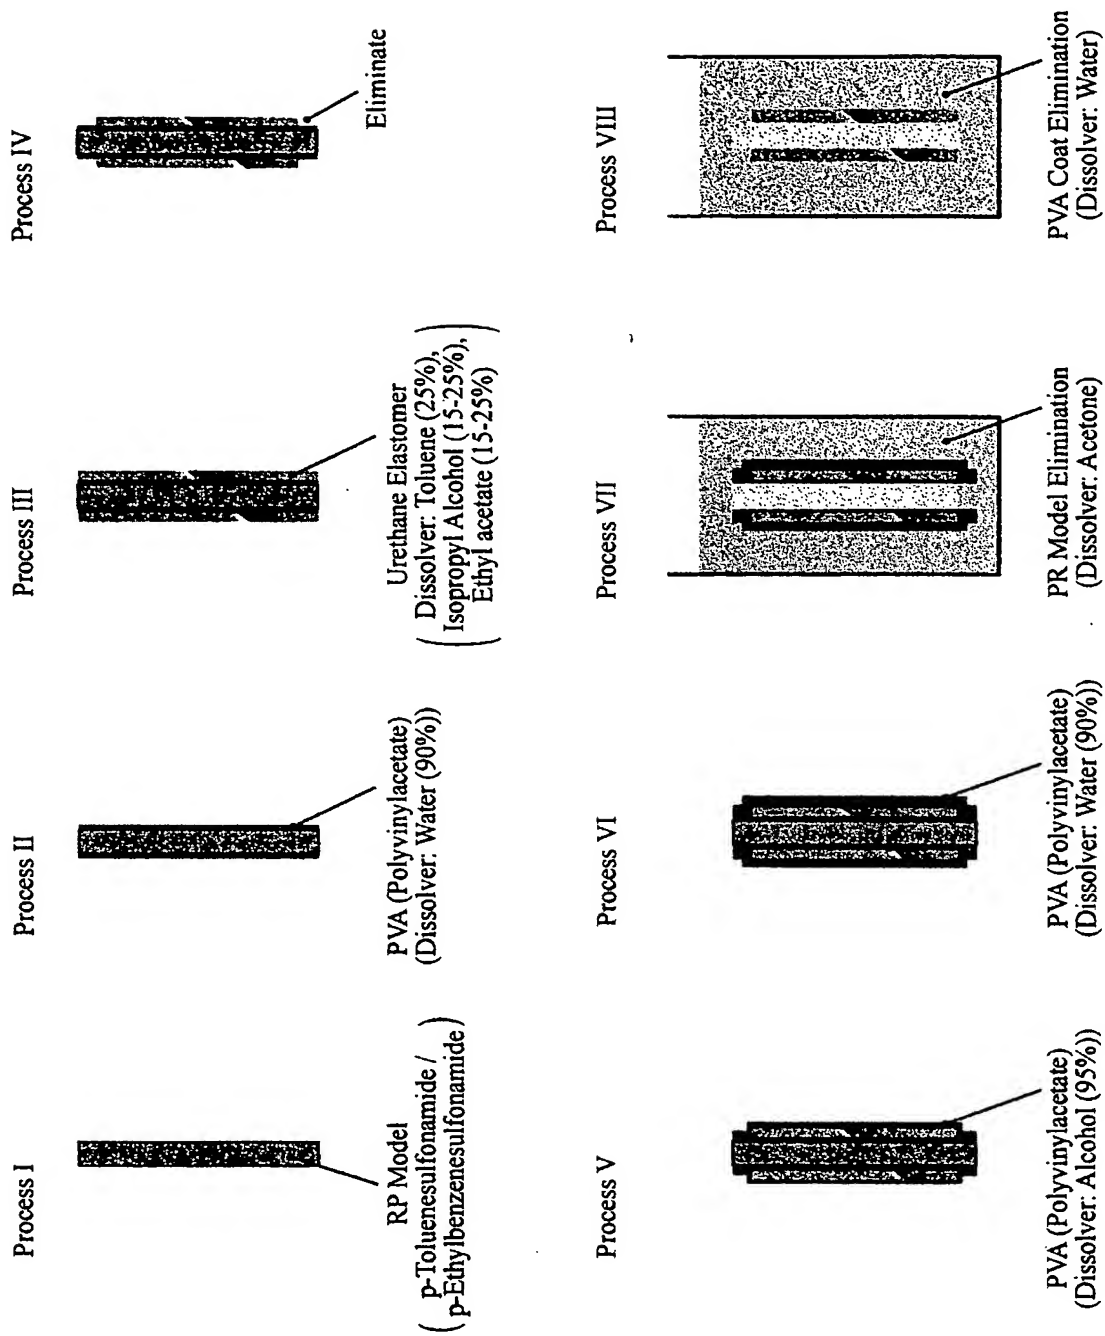 Process I
RP Model
( p-Toluenesulfonamide /
p-Ethylbenzenesulfonamide )
Process II
PVA (Polyvinylacetate)
(Dissolver: Water (90%))
Process III
Urethane Elastomer
( Dissolver: Toluene (25%),
Isopropyl Alcohol (15-25%),
Ethyl acetate (15-25%) )
Process IV
Eliminate
Process V
PVA (Polyvinylacetate)
(Dissolver: Alcohol (95%))
Process VI
PVA (Polyvinylacetate)
(Dissolver: Water (90%))
Process VII
PR Model Elimination
(Dissolver: Acetone)
Process VIII
PVA Coat Elimination
(Dissolver: Water)